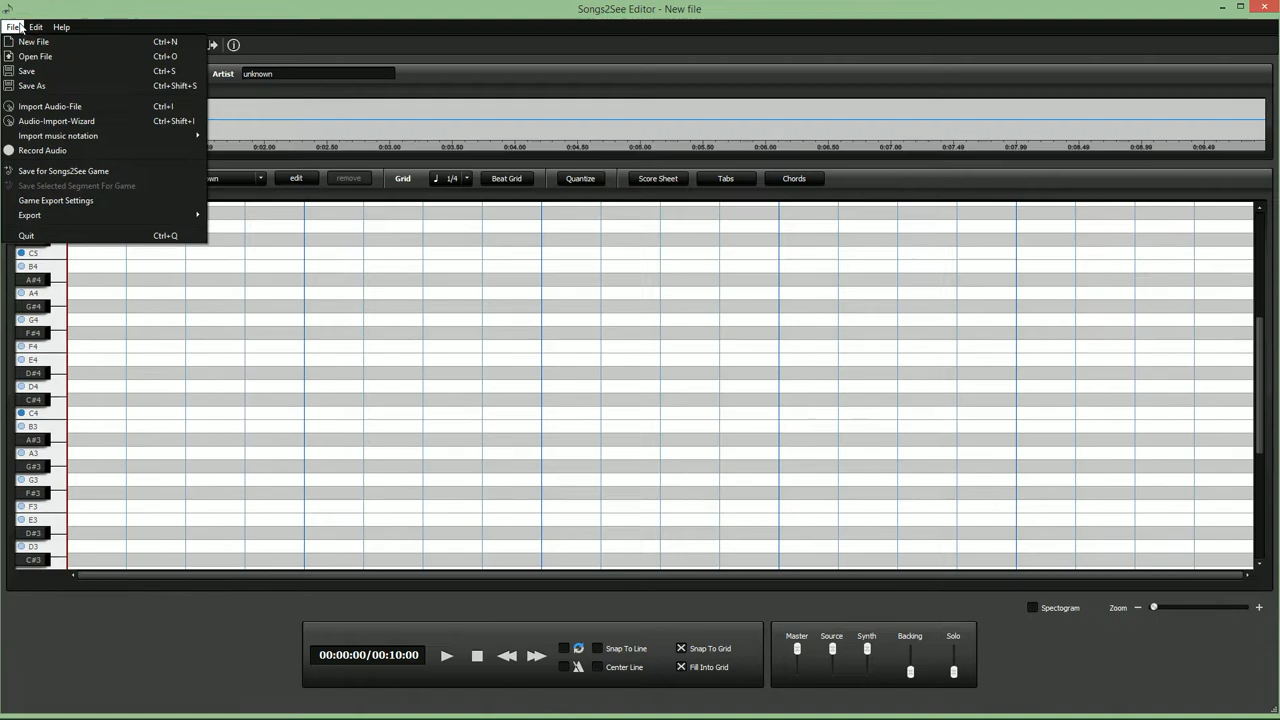 Songs2See Editor - New file
File Edit Help
New File Ctrl+N
Open File Ctrl+O
Save Ctrl+S
Save As Ctrl+Shift+S
Import Audio-File Ctrl+I
Audio-Import-Wizard Ctrl+Shift+I
Import music notation
Record Audio
Save for Songs2See Game
Save Selected Segment For Game
Game Export Settings
Export
Quit Ctrl+Q
Artist unknown
0:02.00 0:02.50 0:03.00 0:03.50 0:04.00 0:04.50 0:05.00 0:05.50 0:06.00 0:06.50 0:07.00 0:07.50 0:08.00 0:08.50 0:09.00 0:09.49
edit remove Grid 1/4 Beat Grid Quantize Score Sheet Tabs Chords
C5
B4
A#4
A4
G#4
G4
F#4
F4
E4
D#4
D4
C#4
C4
B3
A#3
A3
G#3
G3
F#3
F3
E3
D#3
D3
C#3
Spectogram Zoom
00:00:00/00:10:00
Snap To Line Snap To Grid
Center Line Fill Into Grid
Master Source Synth Backing Solo